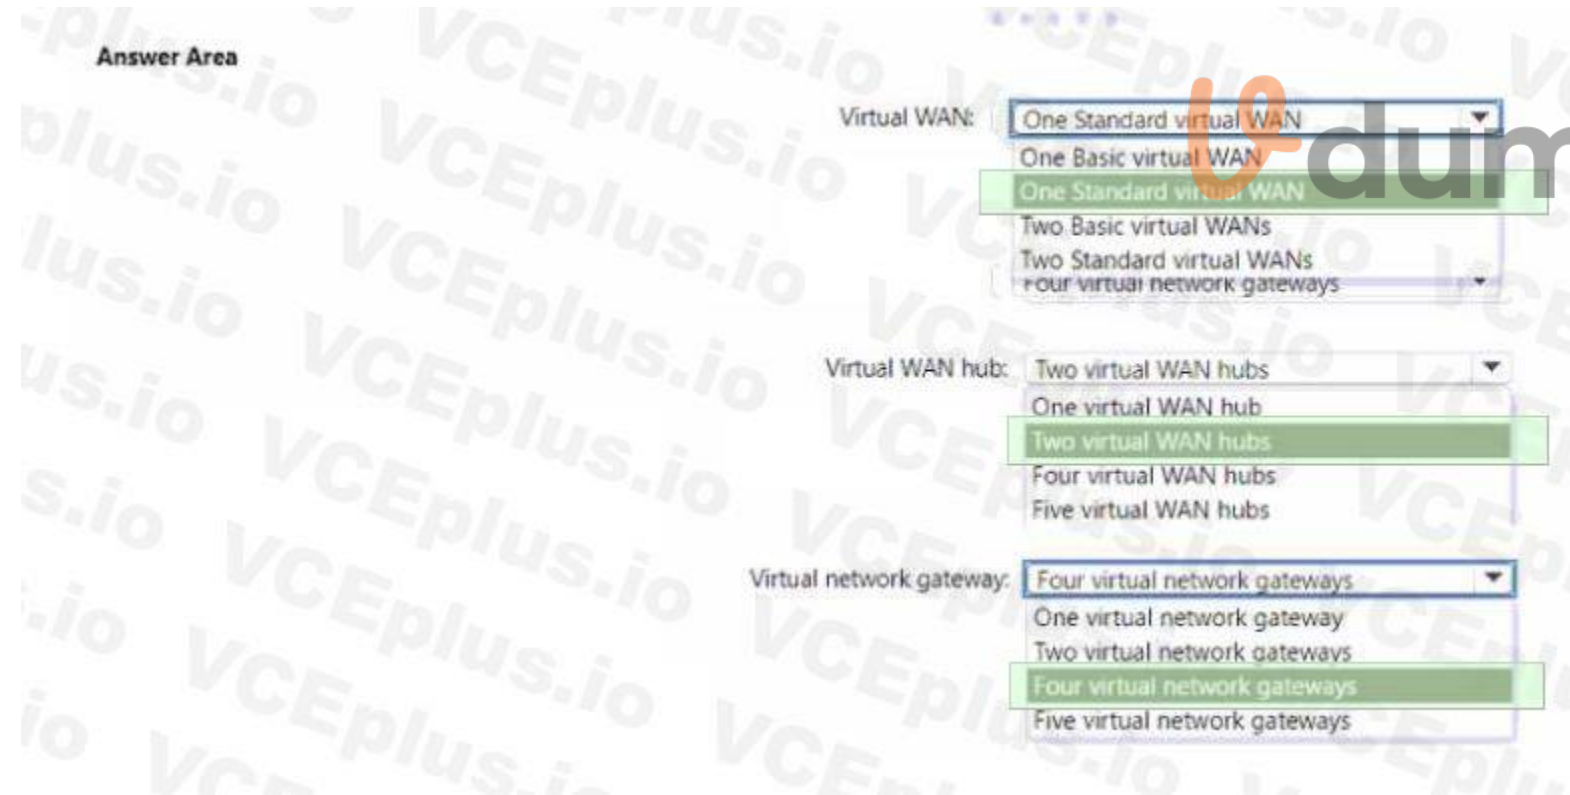 Answer Area
Virtual WAN: One Standard virtual WAN
One Basic virtual WAN
One Standard virtual WAN
Two Basic virtual WANs
Two Standard virtual WANs
Four virtual network gateways
Virtual WAN hub: Two virtual WAN hubs
One virtual WAN hub
Two virtual WAN hubs
Four virtual WAN hubs
Five virtual WAN hubs
Virtual network gateway: Four virtual network gateways
One virtual network gateway
Two virtual network gateways
Four virtual network gateways
Five virtual network gateways
VCEplus.io
dum